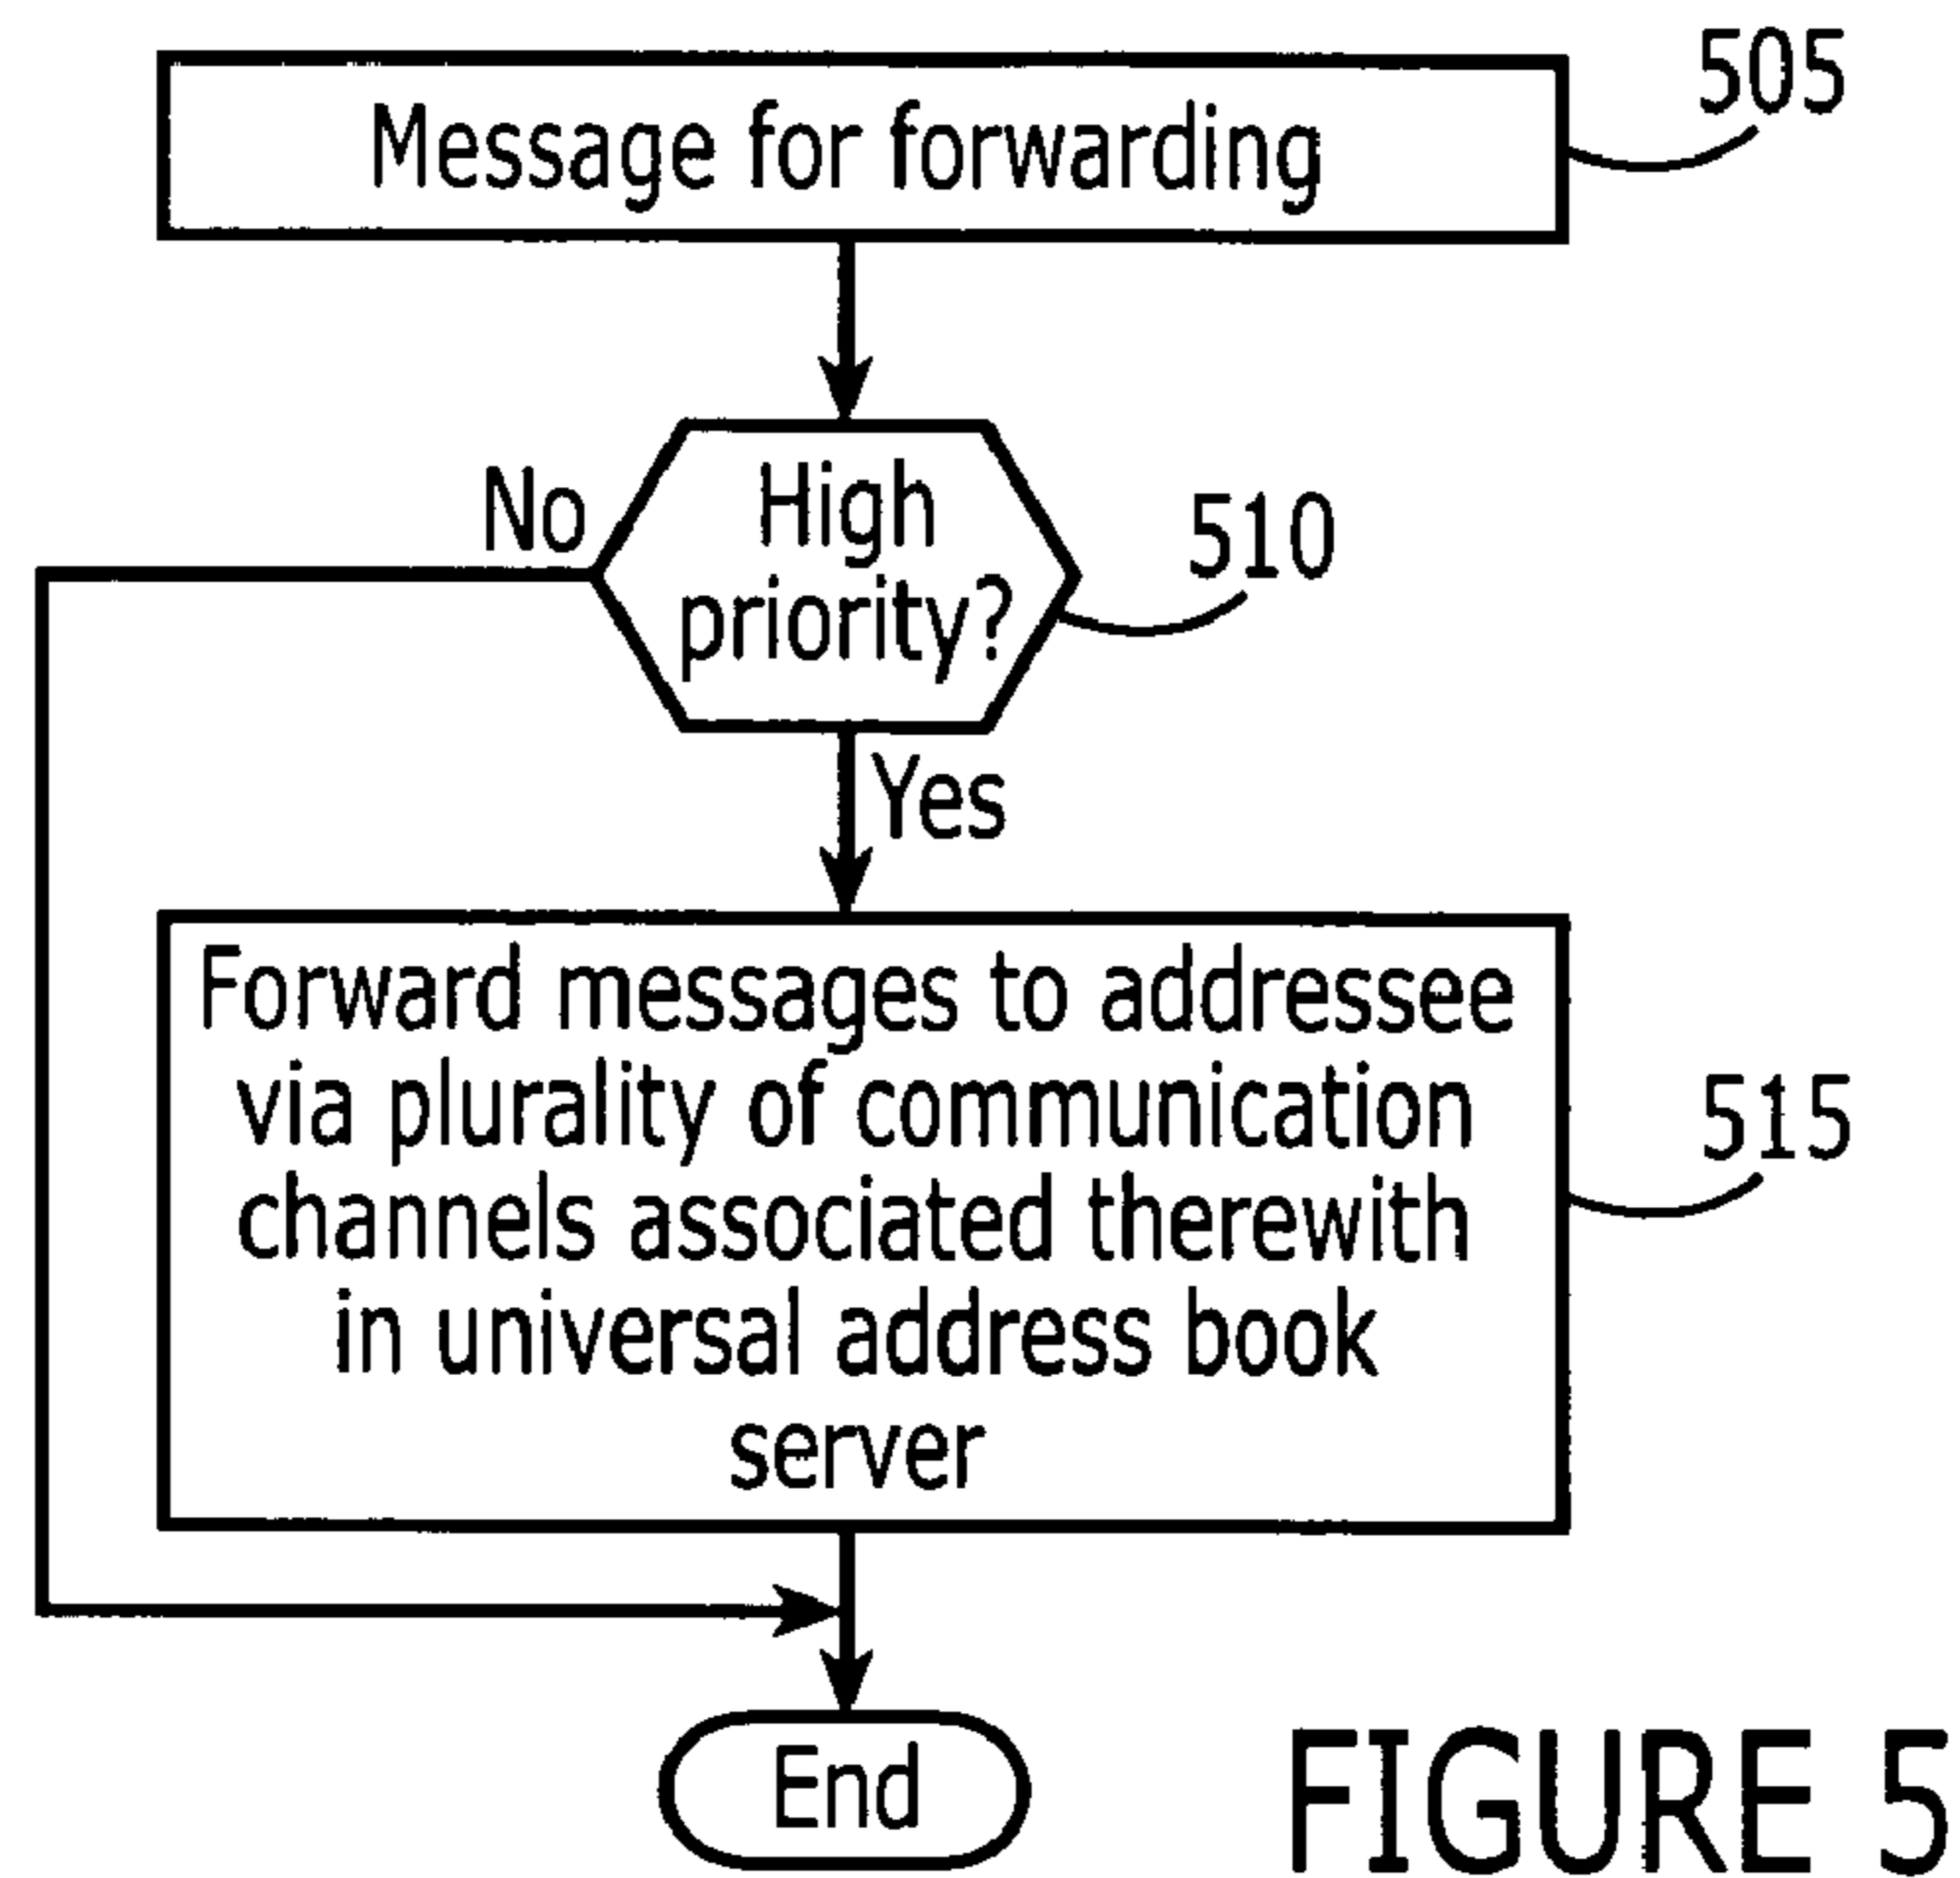 505
Message for forwarding
No
High
priority?
510
Yes
Forward messages to addressee
via plurality of communication
channels associated therewith
in universal address book
server
515
End
FIGURE 5